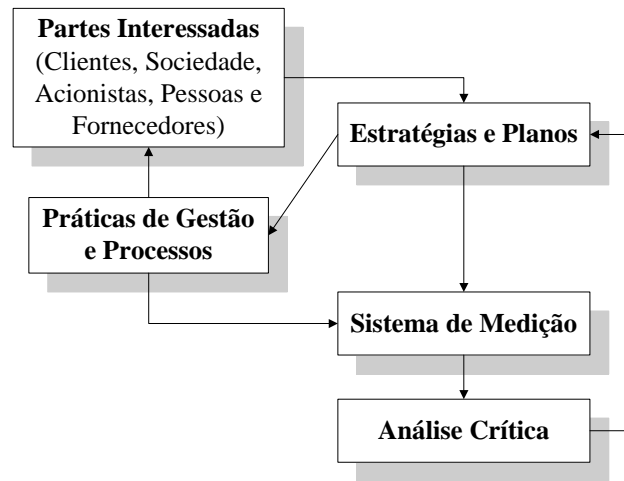 Partes Interessadas
(Clientes, Sociedade,
Acionistas, Pessoas e
Fornecedores)
Estratégias e Planos
Práticas de Gestão
e Processos
Sistema de Medição
Análise Crítica